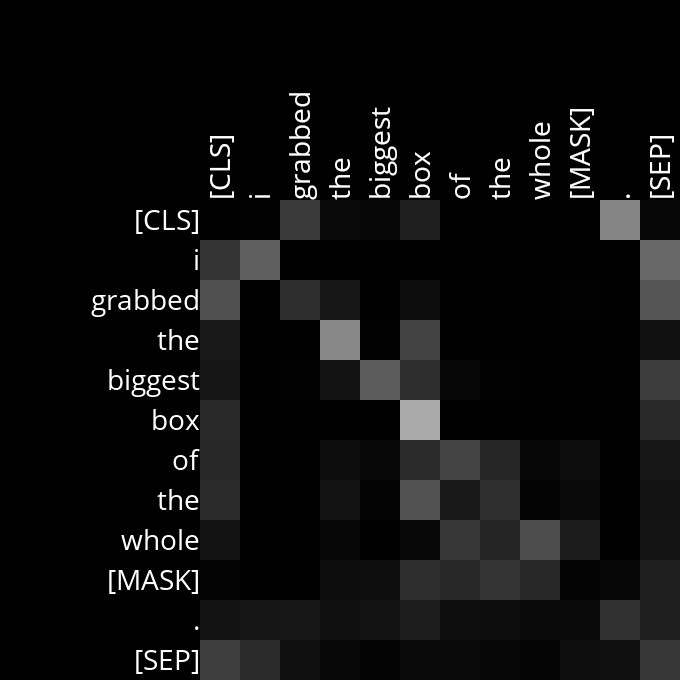 [CLS] i grabbed the biggest box of the whole [MASK] . [SEP]
[CLS]
i
grabbed
the
biggest
box
of
the
whole
[MASK]
.
[SEP]